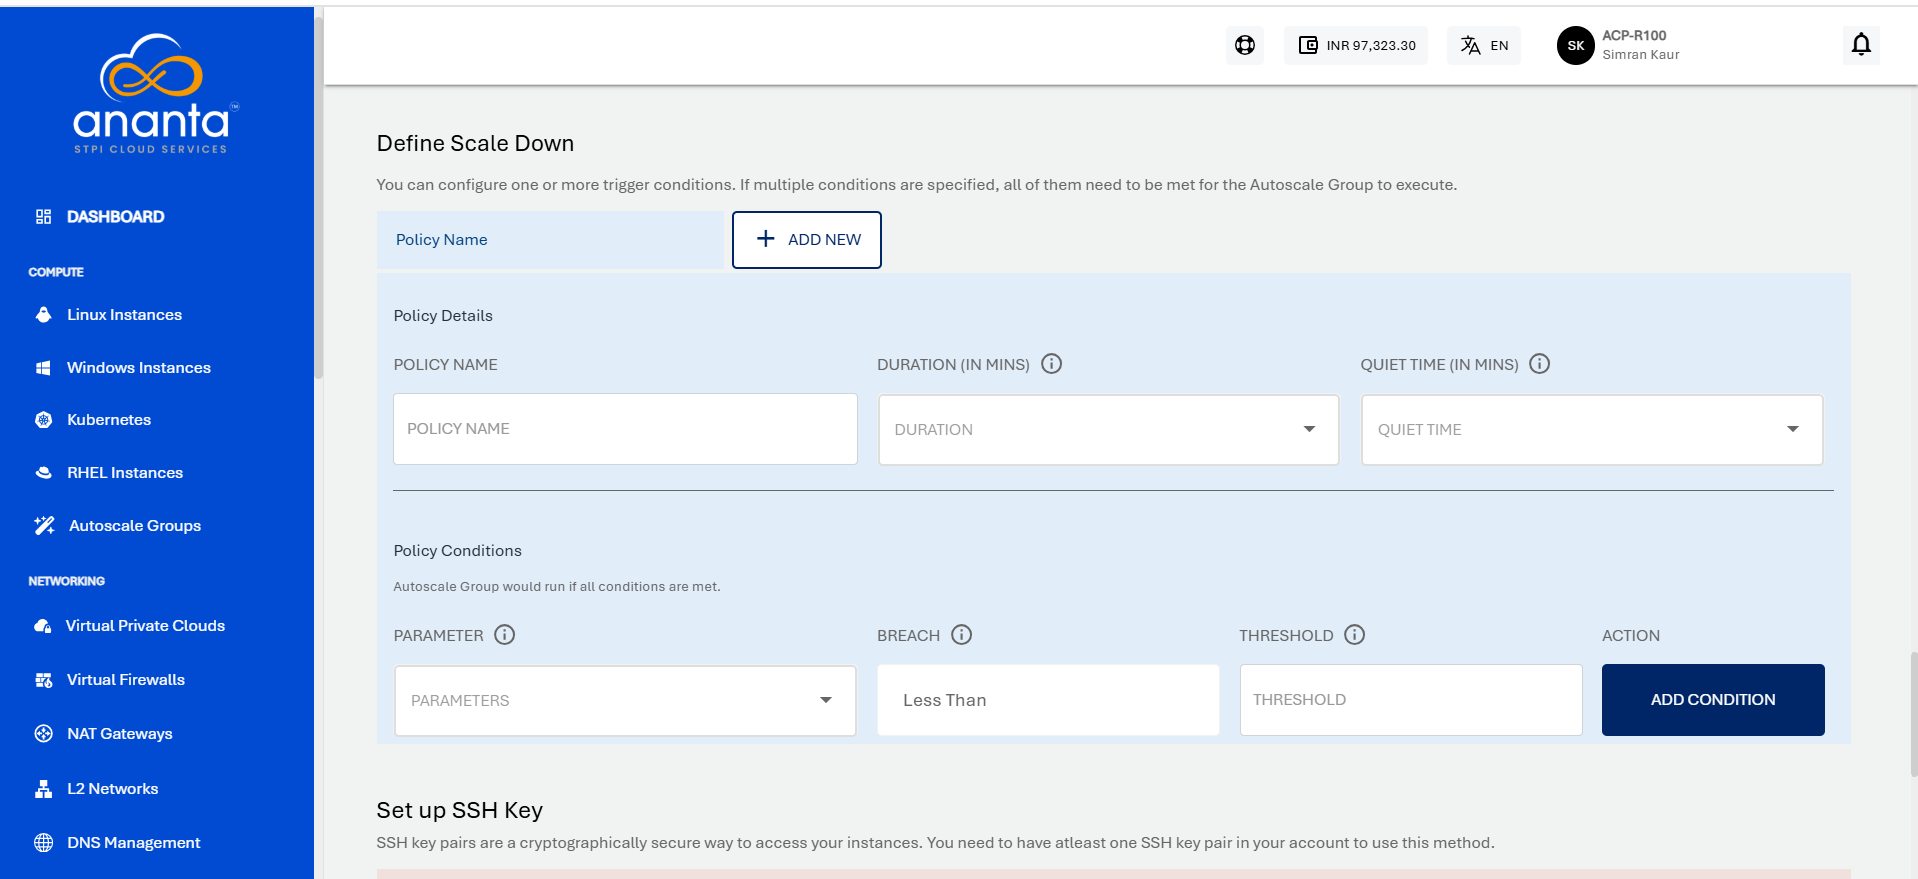 ananta™
STPI CLOUD SERVICES
DASHBOARD
COMPUTE
Linux Instances
Windows Instances
Kubernetes
RHEL Instances
Autoscale Groups
NETWORKING
Virtual Private Clouds
Virtual Firewalls
NAT Gateways
L2 Networks
DNS Management
INR 97,323.30
EN
SK
ACP-R100
Simran Kaur
Define Scale Down
You can configure one or more trigger conditions. If multiple conditions are specified, all of them need to be met for the Autoscale Group to execute.
Policy Name
ADD NEW
Policy Details
POLICY NAME
DURATION (IN MINS)
QUIET TIME (IN MINS)
POLICY NAME
DURATION
QUIET TIME
Policy Conditions
Autoscale Group would run if all conditions are met.
PARAMETER
BREACH
THRESHOLD
ACTION
PARAMETERS
Less Than
THRESHOLD
ADD CONDITION
Set up SSH Key
SSH key pairs are a cryptographically secure way to access your instances. You need to have atleast one SSH key pair in your account to use this method.